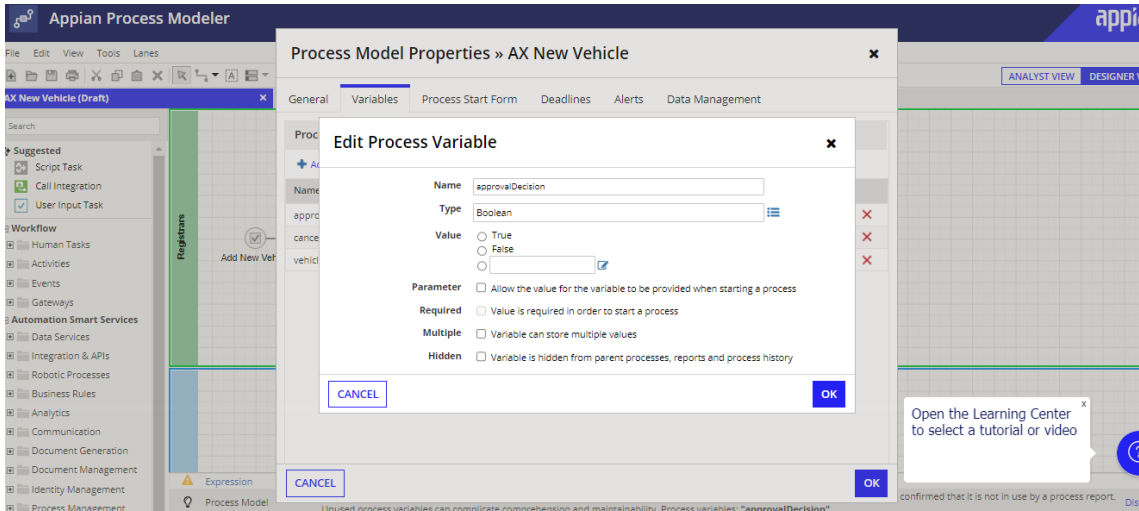 Appian Process Modeler
appi
File Edit View Tools Lanes
ANALYST VIEW DESIGNER
AX New Vehicle (Draft) ×
Search
Suggested
Script Task
Call Integration
User Input Task
Workflow
Human Tasks
Activities
Events
Gateways
Automation Smart Services
Data Services
Integration & APIs
Robotic Processes
Business Rules
Analytics
Communication
Document Generation
Document Management
Identity Management
Process Management
Registrars
Add New Veh
Process Model Properties » AX New Vehicle
General Variables Process Start Form Deadlines Alerts Data Management
Proc
Name
appro
cance
vehicl
Edit Process Variable
Name approvalDecision
Type Boolean
Value True
False
Parameter Allow the value for the variable to be provided when starting a process
Required Value is required in order to start a process
Multiple Variable can store multiple values
Hidden Variable is hidden from parent processes, reports and process history
CANCEL OK
CANCEL OK
Open the Learning Center
to select a tutorial or video
x
Expression
Process Model
confirmed that it is not in use by a process report.
Dis
Unused process variables can complicate comprehension and maintainability. Process variables: "approvalDecision"